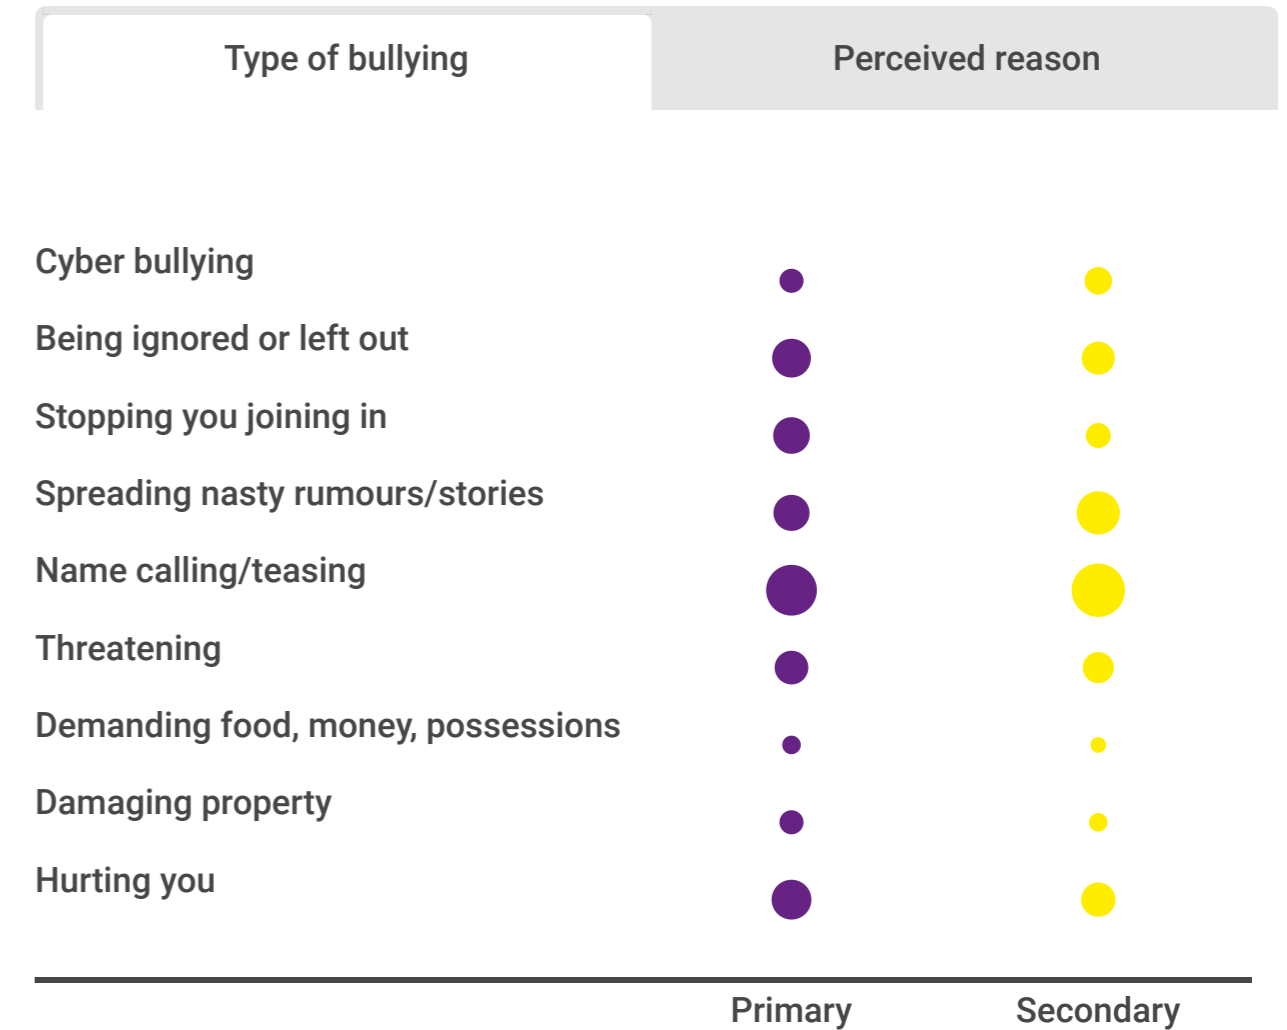 Type of bullying
Perceived reason
Cyber bullying
Being ignored or left out
Stopping you joining in
Spreading nasty rumours/stories
Name calling/teasing
Threatening
Demanding food, money, possessions
Damaging property
Hurting you
Primary
Secondary